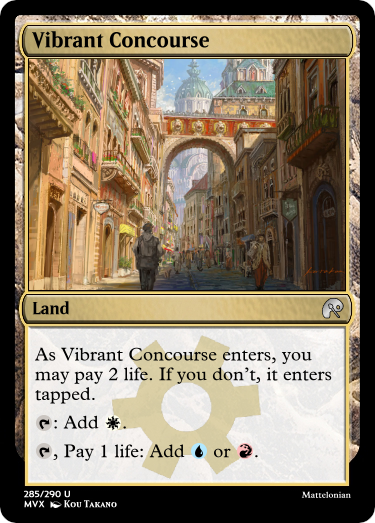 Vibrant Concourse
Land
As Vibrant Concourse enters, you
may pay 2 life. If you don't, it enters
tapped.
: Add .
, Pay 1 life: Add or .
285/290 U
MVX Kou Takano
Mattelonian